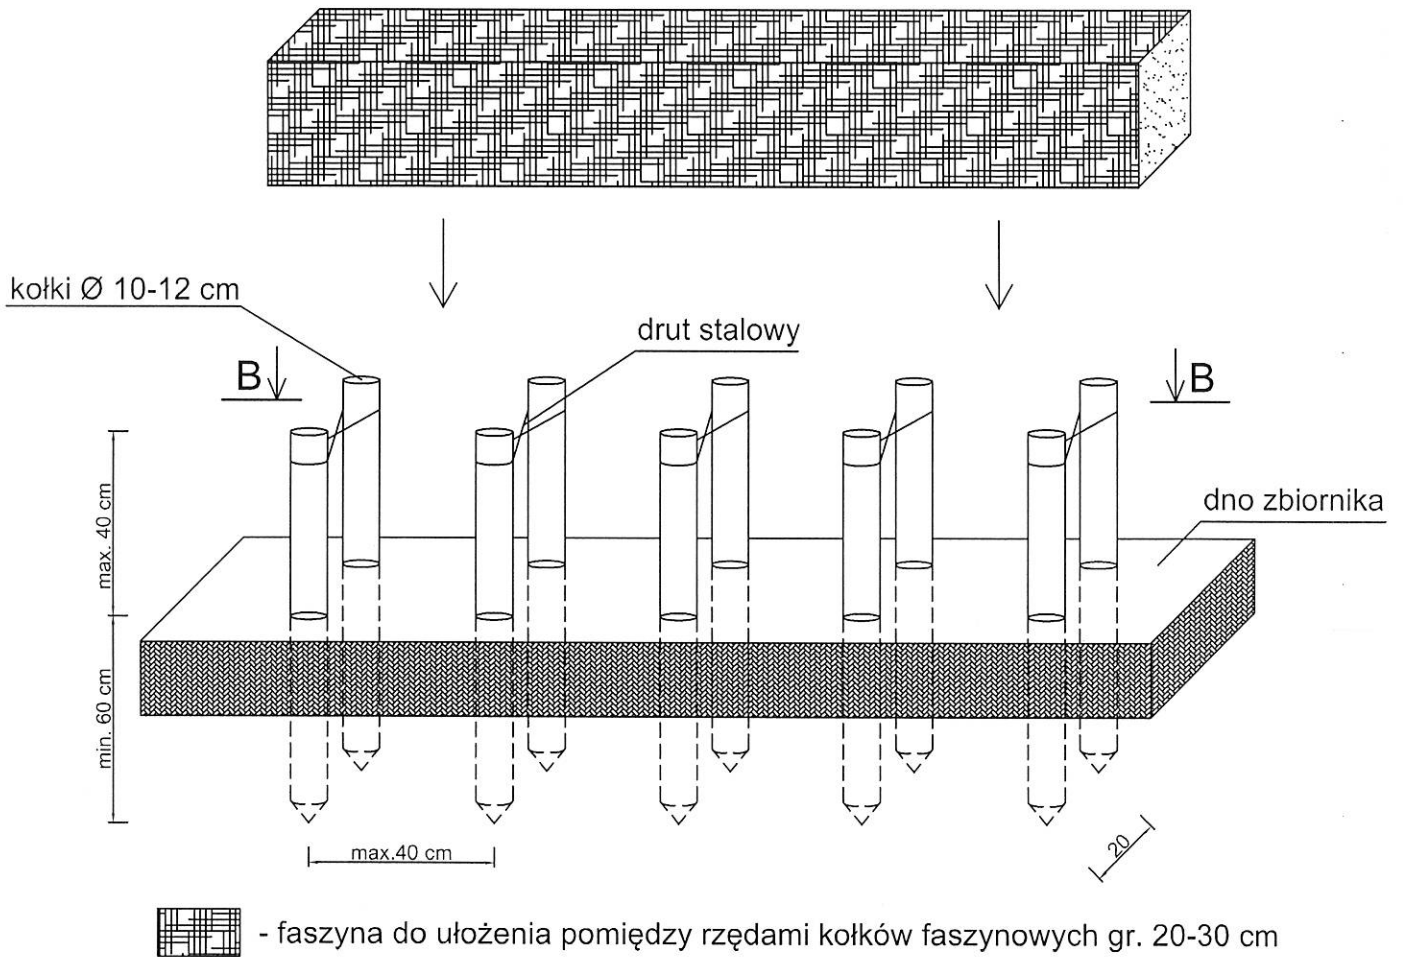 kołki Ø 10-12 cm
drut stalowy
B
B
dno zbiornika
max. 40 cm
min. 60 cm
max.40 cm
20
- faszyna do ułożenia pomiędzy rzędami kołków faszynowych gr. 20-30 cm